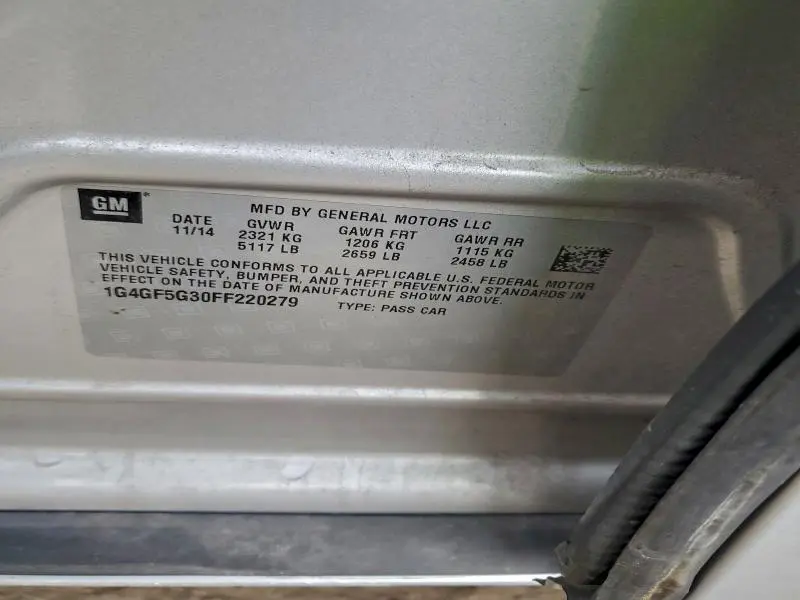 GM
MFD BY GENERAL MOTORS LLC
DATE GVWR GAWR FRT GAWR RR
11/14 2321 KG 1206 KG 1115 KG
5117 LB 2659 LB 2458 LB
THIS VEHICLE CONFORMS TO ALL APPLICABLE U.S. FEDERAL MOTOR
VEHICLE SAFETY, BUMPER, AND THEFT PREVENTION STANDARDS IN
EFFECT ON THE DATE OF MANUFACTURE SHOWN ABOVE.
1G4GF5G30FF220279 TYPE: PASS CAR